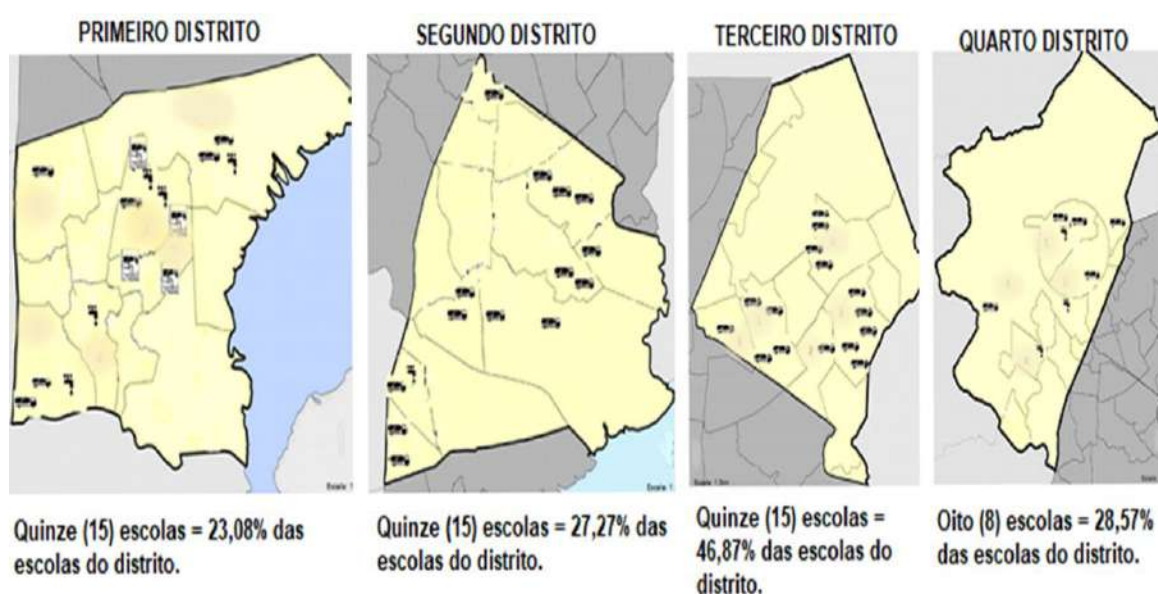 PRIMEIRO DISTRITO
SEGUNDO DISTRITO
TERCEIRO DISTRITO
QUARTO DISTRITO
Quinze (15) escolas = 23,08% das
escolas do distrito.
Quinze (15) escolas = 27,27% das
escolas do distrito.
Quinze (15) escolas =
46,87% das escolas do
distrito.
Oito (8) escolas = 28,57%
das escolas do distrito.